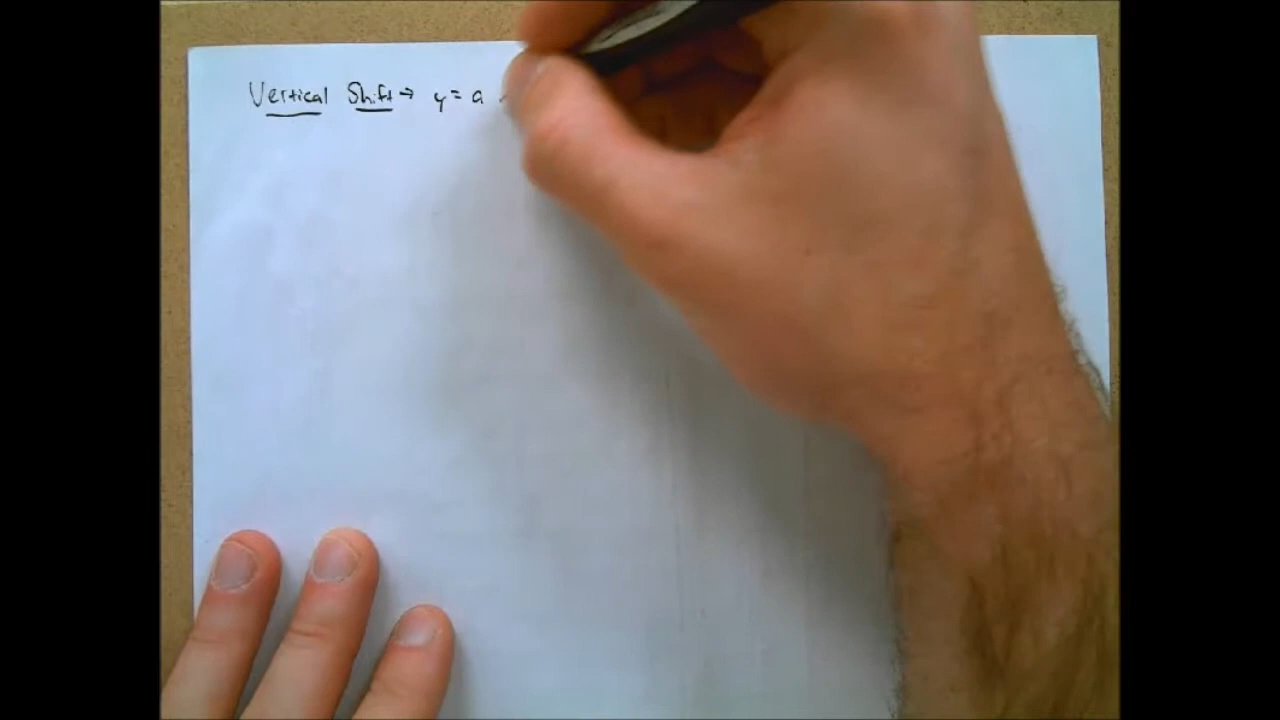 Vertical Shift → y = a